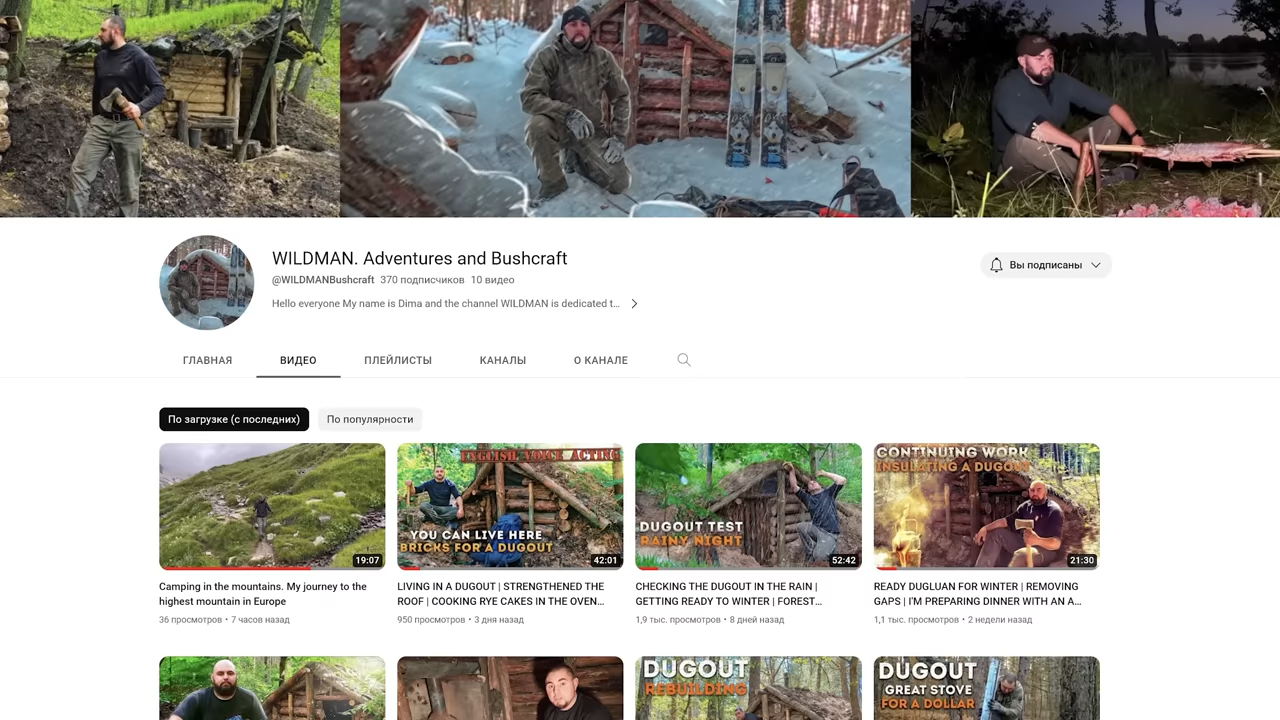 WILDMAN. Adventures and Bushcraft
@WILDMANBushcraft 370 подписчиков 10 видео
Hello everyone My name is Dima and the channel WILDMAN is dedicated t...
Вы подписаны
ГЛАВНАЯ ВИДЕО ПЛЕЙЛИСТЫ КАНАЛЫ О КАНАЛЕ
По загрузке (с последних) По популярности
19:07
ENGLISH VOICE ACTING
YOU CAN LIVE HERE
BRICKS FOR A DUGOUT
42:01
DUGOUT TEST
RAINY NIGHT
52:42
CONTINUING WORK
INSULATING A DUGOUT
21:30
Camping in the mountains. My journey to the
highest mountain in Europe
36 просмотров • 7 часов назад
LIVING IN A DUGOUT | STRENGTHENED THE
ROOF | COOKING RYE CAKES IN THE OVEN...
950 просмотров • 3 дня назад
CHECKING THE DUGOUT IN THE RAIN |
GETTING READY TO WINTER | FOREST...
1,9 тыс. просмотров • 8 дней назад
READY DUGLUAN FOR WINTER | REMOVING
GAPS | I'M PREPARING DINNER WITH AN A...
1,1 тыс. просмотров • 2 недели назад
DUGOUT
REBUILDING
DUGOUT
GREAT STOVE
FOR A DOLLAR